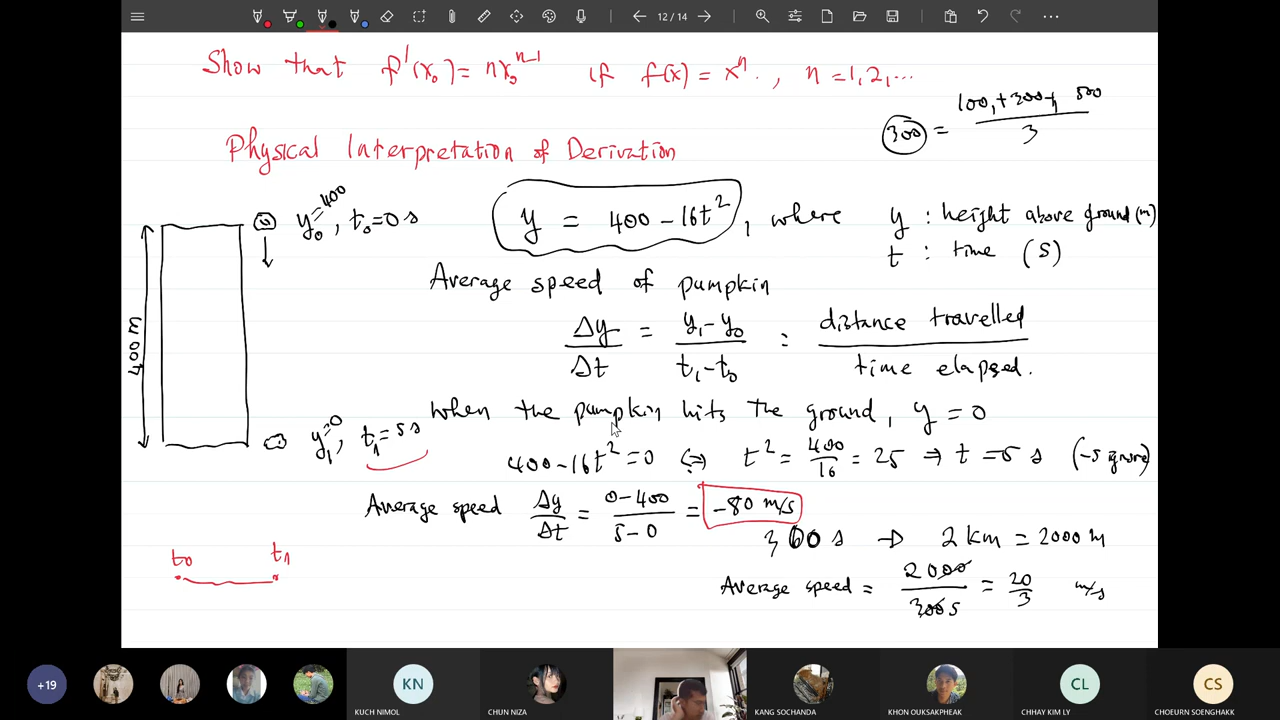 12 / 14
Show that f'(x₀) = nx₀ⁿ⁻¹ if f(x) = xⁿ., n = 1,2,...
300 = (100,+300+, 500)/3
Physical Interpretation of Derivation
y₀=400, t₀=0 s
y = 400 - 16t², where y : height above ground (m)
t : time (s)
Average speed of pumpkin
400m
Δy/Δt = (y₁-y₀)/(t₁-t₀) = distance travelled / time elapsed.
when the pumpkin hits the ground, y = 0
y₁=0, t₁=5s
400-16t²=0 ⇔ t² = 400/16 = 25 ⇒ t = 5 s (-5 ignore)
Average speed Δy/Δt = (0-400)/(5-0) = -80 m/s
300 s → 2 km = 2000 m
t₀ t₁
Average speed = 2000/300s = 20/3 m/s
+19
KN
CL
CS
KUCH NIMOL
CHUN NIZA
KANG SOCHANDA
KHON OUKSAKPHEAK
CHHAY KIM LY
CHOEURN SOENGHAKK